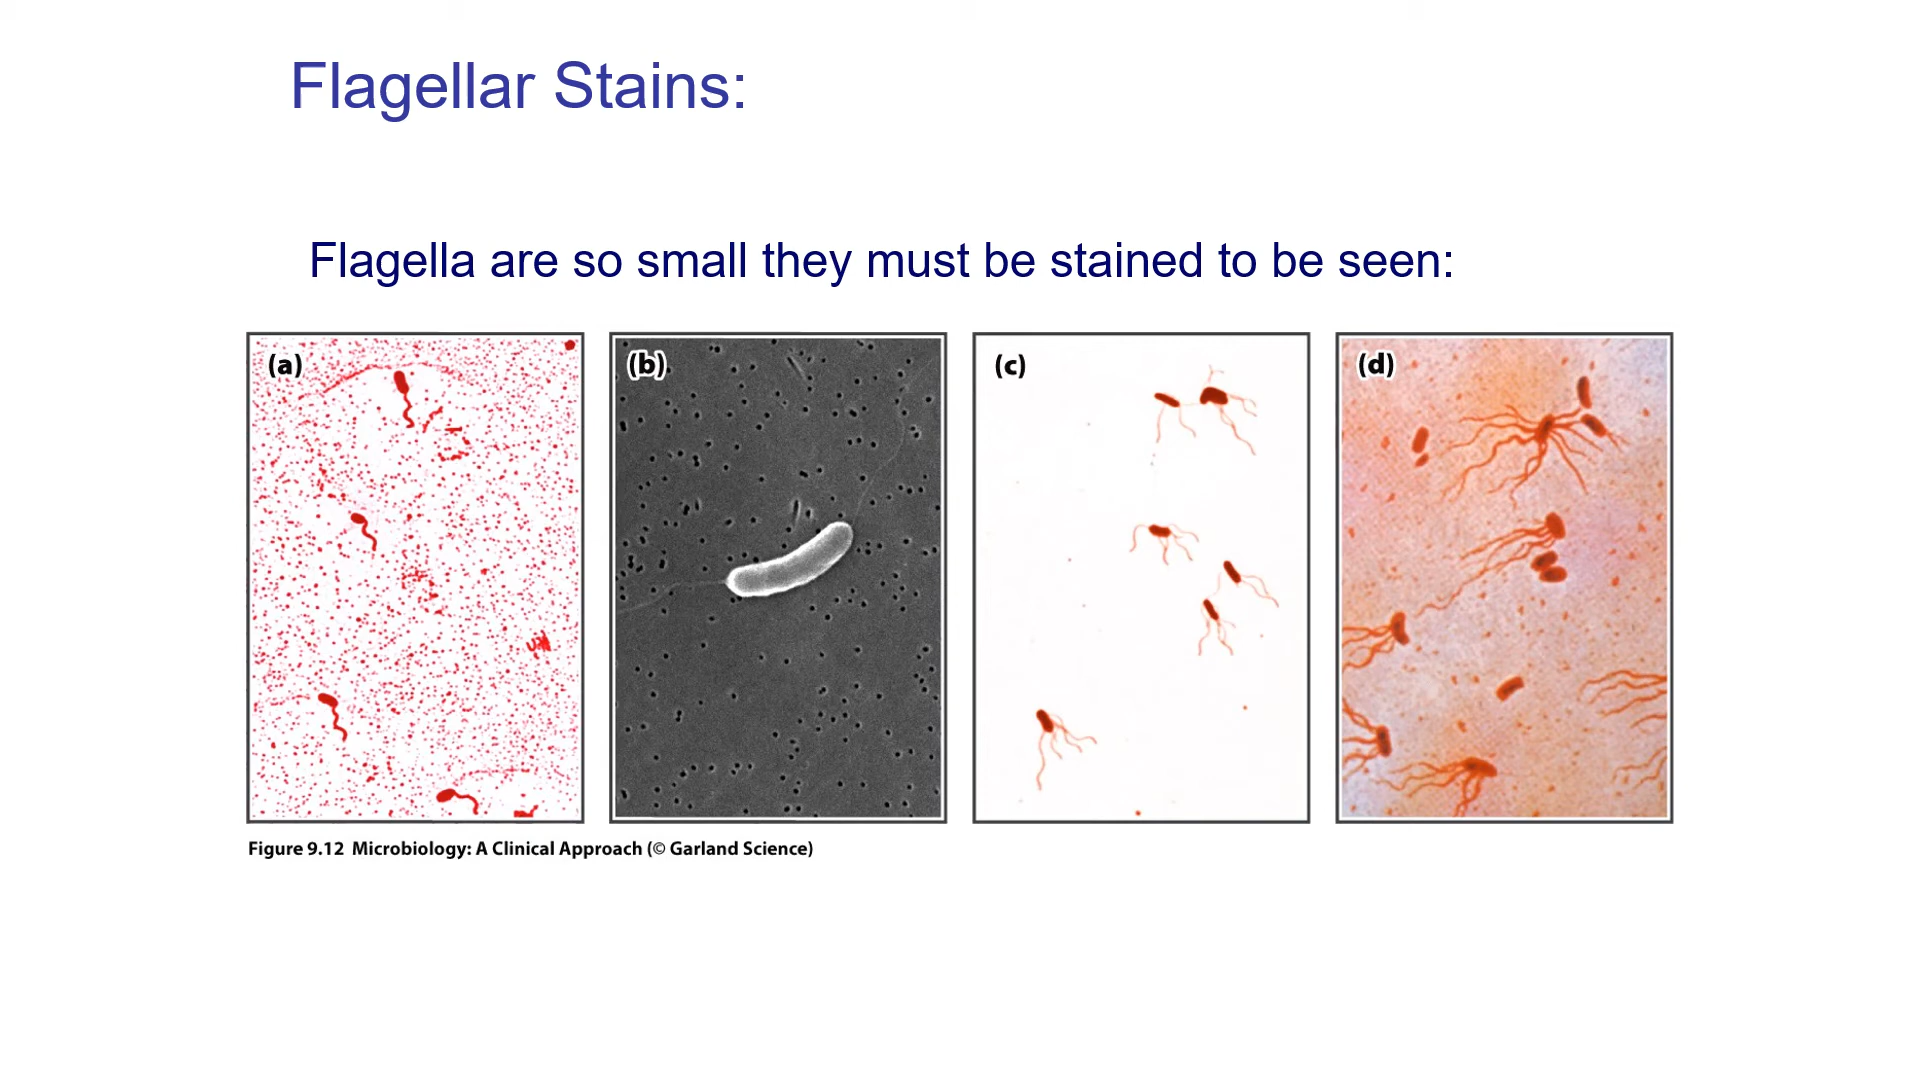 Flagellar Stains:
Flagella are so small they must be stained to be seen:
(a)
(b)
(c)
(d)
Figure 9.12 Microbiology: A Clinical Approach (© Garland Science)